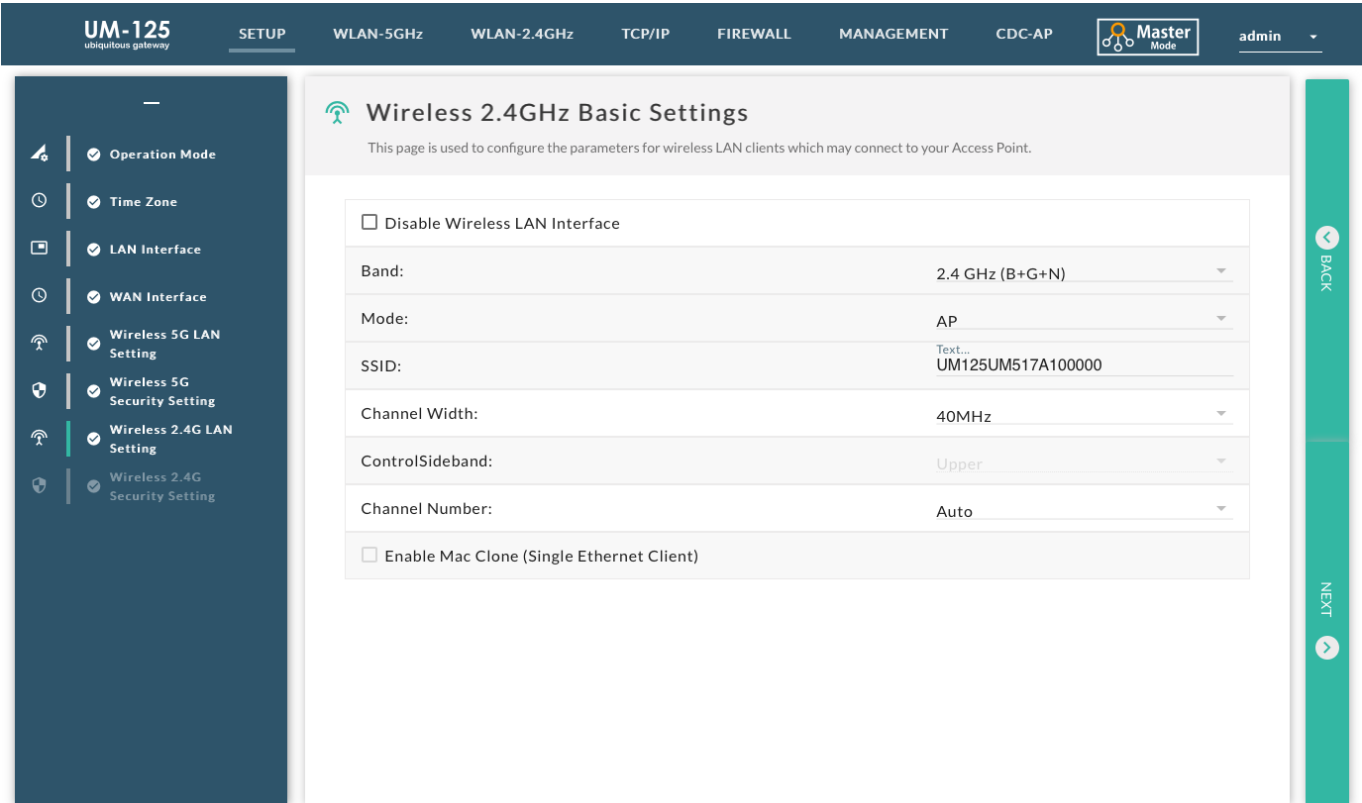 UM-125
ubiquitous gateway
SETUP
WLAN-5GHz
WLAN-2.4GHz
TCP/IP
FIREWALL
MANAGEMENT
CDC-AP
Master
Mode
admin
Operation Mode
Time Zone
LAN Interface
WAN Interface
Wireless 5G LAN
Setting
Wireless 5G
Security Setting
Wireless 2.4G LAN
Setting
Wireless 2.4G
Security Setting
Wireless 2.4GHz Basic Settings
This page is used to configure the parameters for wireless LAN clients which may connect to your Access Point.
Disable Wireless LAN Interface
Band:
2.4 GHz (B+G+N)
Mode:
AP
SSID:
Text...
UM125UM517A100000
Channel Width:
40MHz
ControlSideband:
Upper
Channel Number:
Auto
Enable Mac Clone (Single Ethernet Client)
BACK
NEXT